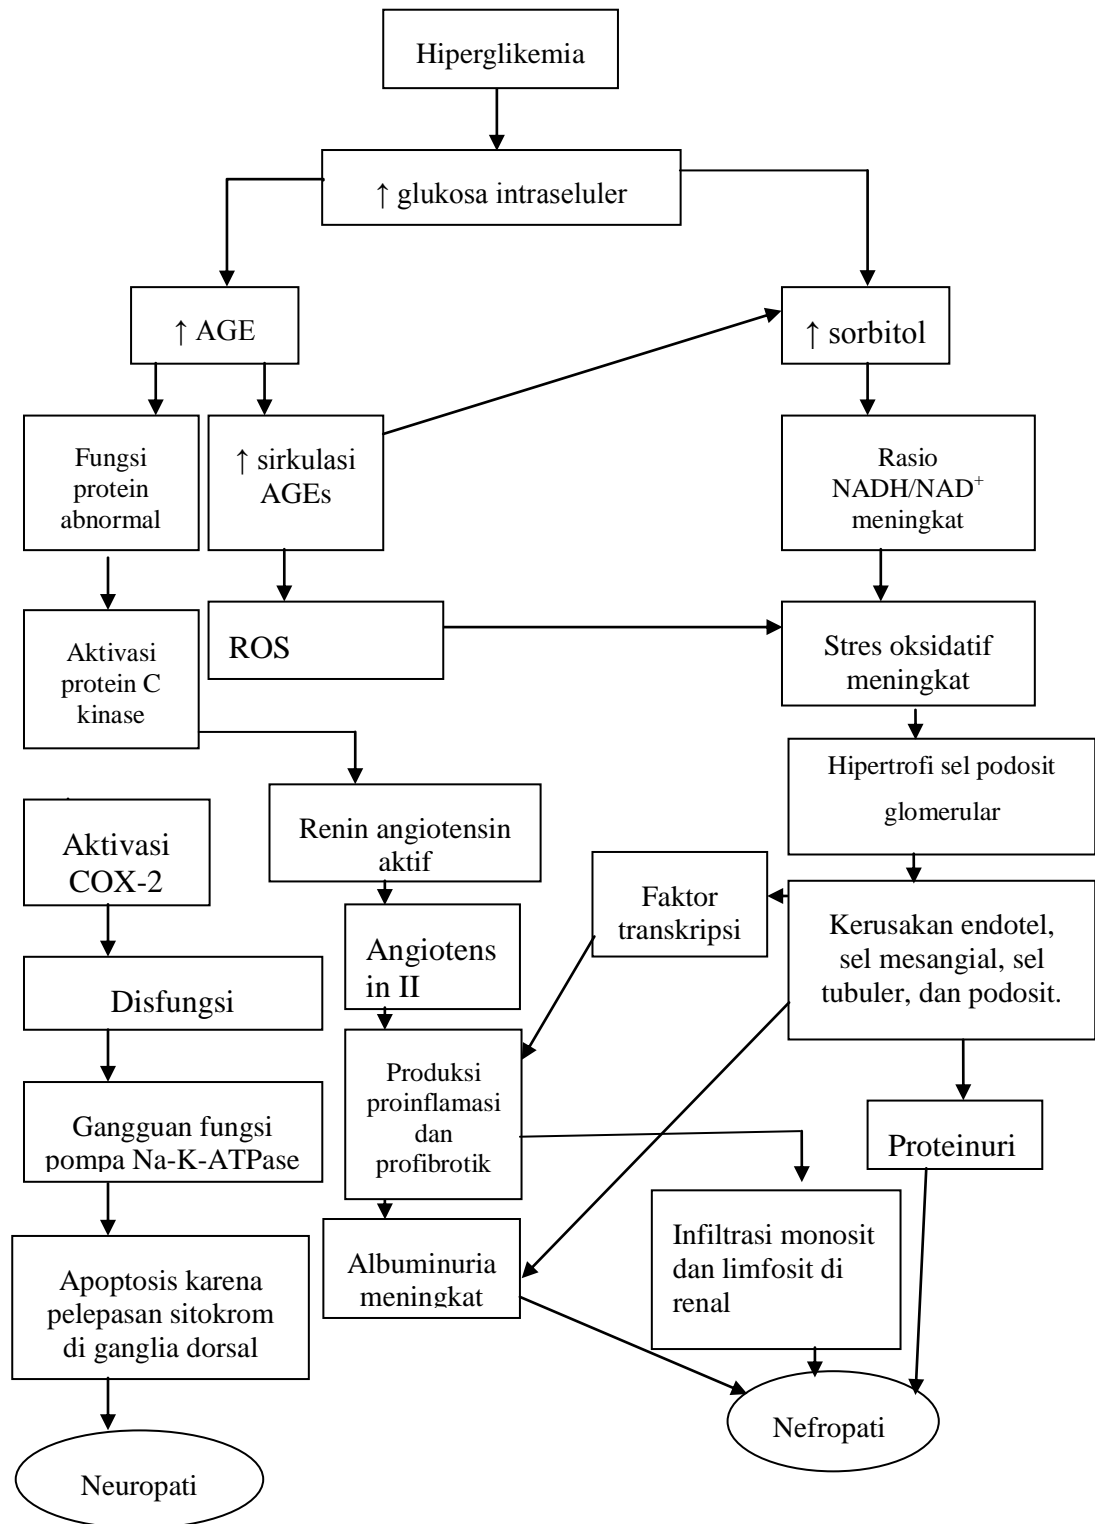 Hiperglikemia
↑ glukosa intraseluler
↑ AGE
↑ sorbitol
Fungsi
protein
abnormal
↑ sirkulasi
AGEs
Rasio
NADH/NAD⁺
meningkat
Aktivasi
protein C
kinase
ROS
Stres oksidatif
meningkat
Hipertrofi sel podosit
glomerular
Aktivasi
COX-2
Renin angiotensin
aktif
Faktor
transkripsi
Kerusakan endotel,
sel mesangial, sel
tubuler, dan podosit.
Angiotens
in II
Disfungsi
Produksi
proinflamasi
dan
profibrotik
Gangguan fungsi
pompa Na-K-ATPase
Proteinuri
Infiltrasi monosit
dan limfosit di
renal
Albuminuria
meningkat
Apoptosis karena
pelepasan sitokrom
di ganglia dorsal
Nefropati
Neuropati